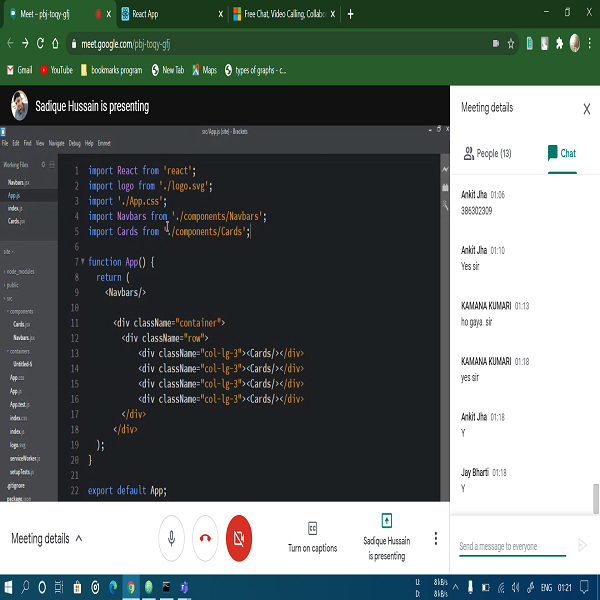 Meet – pbj-toqy-gfj
React App
Free Chat, Video Calling, Collabo
meet.google.com/pbj-toqy-gfj
Gmail
YouTube
bookmarks program
New Tab
Maps
types of graphs - c...
Sadique Hussain is presenting
src/App.js (site) - Brackets
File Edit Find View Navigate Debug Help Emmet
Working Files
Navbars.jsx
App.js
index.js
Cards.jsx
site
node_modules
public
src
components
Cards.jsx
Navbars.jsx
containers
Untitled-6
App.css
App.js
App.test.js
index.css
index.js
logo.svg
serviceWorker.js
setupTests.js
.gitignore
package.json
1 import React from 'react';
2 import logo from './logo.svg';
3 import './App.css';
4 import Navbars from './components/Navbars';
5 import Cards from './components/Cards';
6
7 function App() {
8 return (
9 <Navbars/>
10
11 <div className="container">
12 <div className="row">
13 <div className="col-lg-3"><Cards/></div>
14 <div className="col-lg-3"><Cards/></div>
15 <div className="col-lg-3"><Cards/></div>
16 <div className="col-lg-3"><Cards/></div>
17 </div>
18 </div>
19 );
20 }
21
22 export default App;
Meeting details
People (13)
Chat
Ankit Jha 01:06
386302309
Ankit Jha 01:10
Yes sir
KAMANA KUMARI 01:13
ho gaya sir
KAMANA KUMARI 01:18
yes sir
Ankit Jha 01:18
Y
Jay Bharti 01:18
Y
Send a message to everyone
Meeting details
Turn on captions
Sadique Hussain
is presenting
U: 8 kB/s
D: 8 kB/s
ENG
01:21